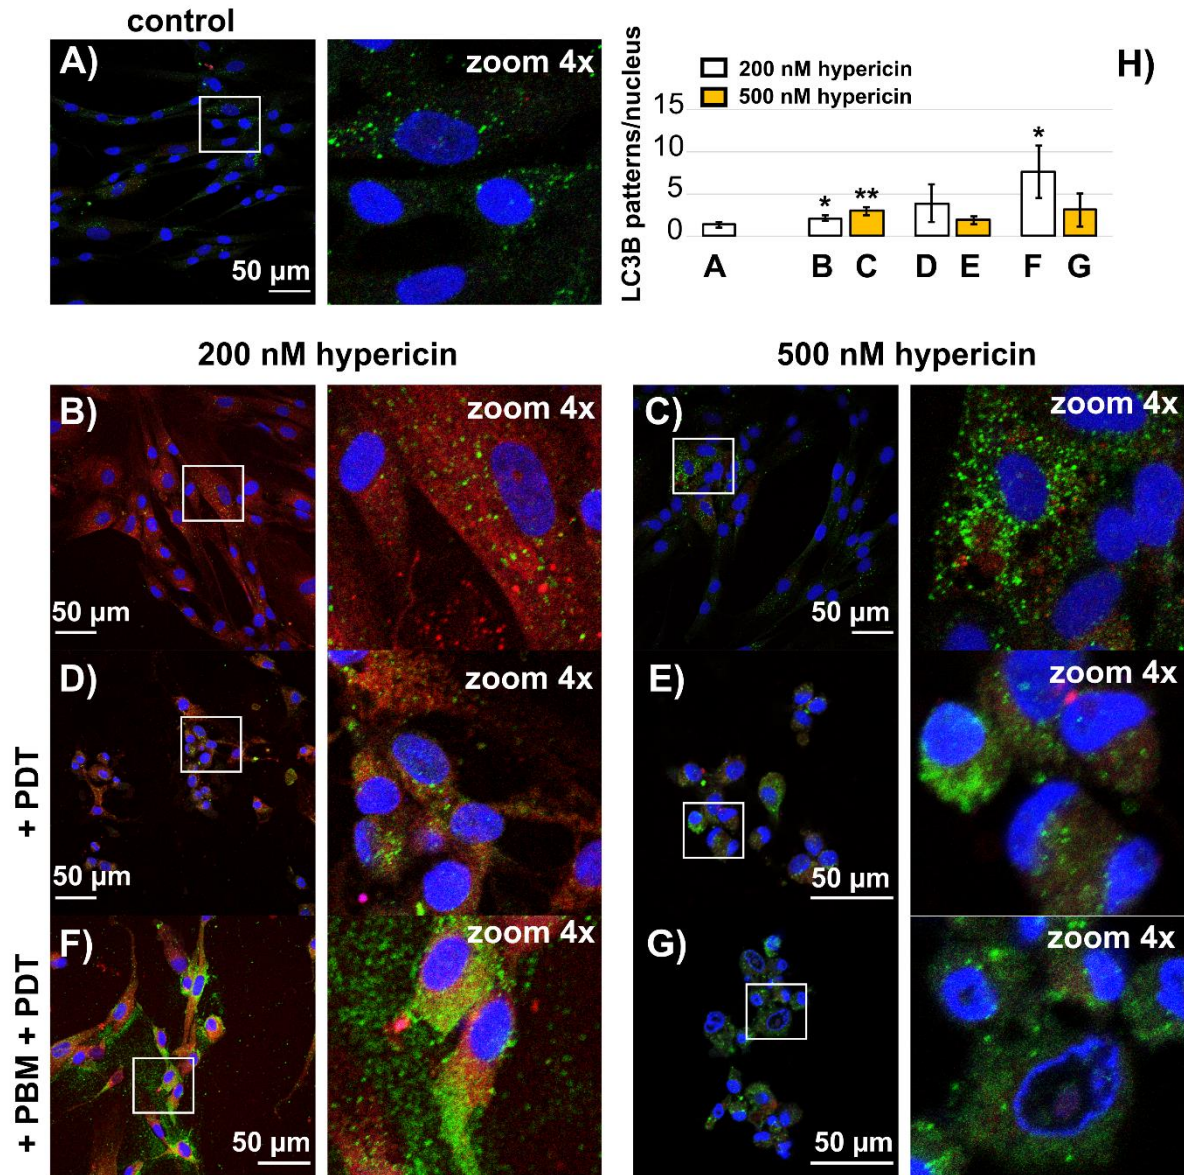 control
A)
zoom 4x
50 µm
H)
200 nM hypericin
500 nM hypericin
LC3B patterns/nucleus
15
10
5
0
*
**
*
A B C D E F G
200 nM hypericin
500 nM hypericin
B)
zoom 4x
50 µm
C)
zoom 4x
50 µm
+ PDT
D)
zoom 4x
50 µm
E)
zoom 4x
50 µm
+ PBM + PDT
F)
zoom 4x
50 µm
G)
zoom 4x
50 µm